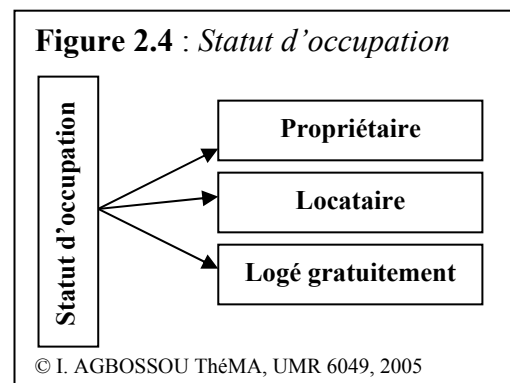 Figure 2.4 : Statut d’occupation
Statut d’occupation
Propriétaire
Locataire
Logé gratuitement
© I. AGBOSSOU ThéMA, UMR 6049, 2005